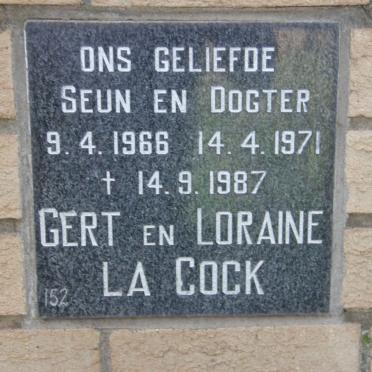 ONS GELIEFDE
SEUN EN DOGTER
9.4.1966 14.4.1971
† 14.9.1987
GERT EN LORAINE
LA COCK
152